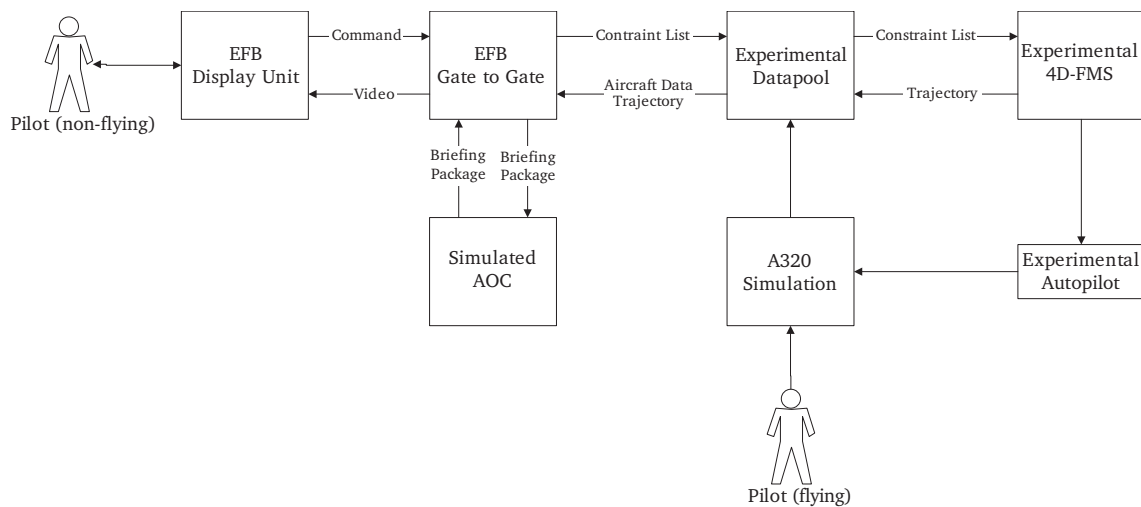 EFB
Display Unit
Command
Video
EFB
Gate to Gate
Contraint List
Aircraft Data
Trajectory
Experimental
Datapool
Constraint List
Trajectory
Experimental
4D-FMS
Pilot (non-flying)
Briefing
Package
Briefing
Package
Simulated
AOC
A320
Simulation
Experimental
Autopilot
Pilot (flying)